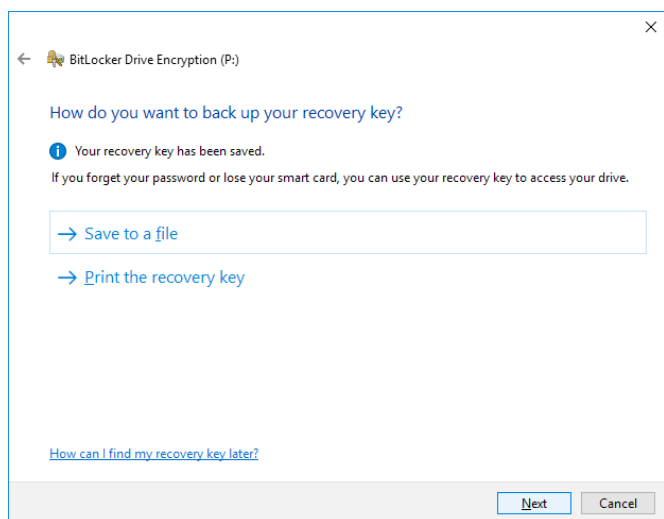 BitLocker Drive Encryption (P:)
How do you want to back up your recovery key?
Your recovery key has been saved.
If you forget your password or lose your smart card, you can use your recovery key to access your drive.
Save to a file
Print the recovery key
How can I find my recovery key later?
Next Cancel